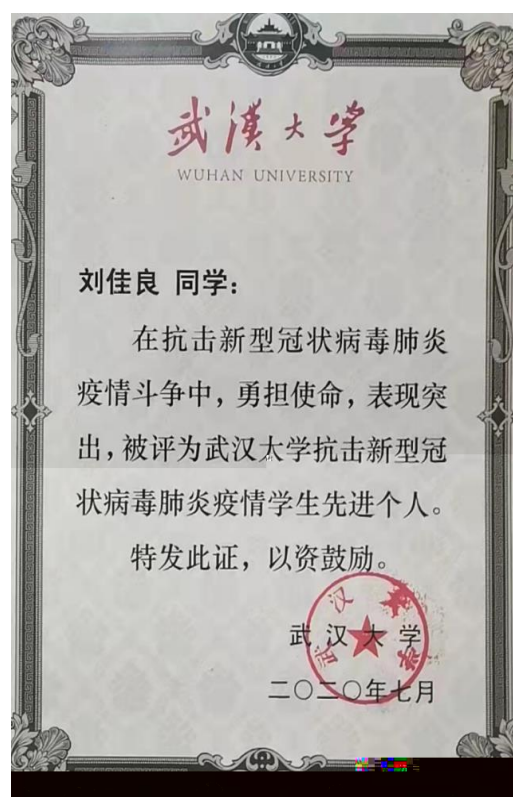 武漢大学
WUHAN UNIVERSITY
刘佳良 同学：
在抗击新型冠状病毒肺炎
疫情斗争中，勇担使命，表现突
出，被评为武汉大学抗击新型冠
状病毒肺炎疫情学生先进个人。
特发此证，以资鼓励。
武汉大学
武汉大学
二〇二〇年七月